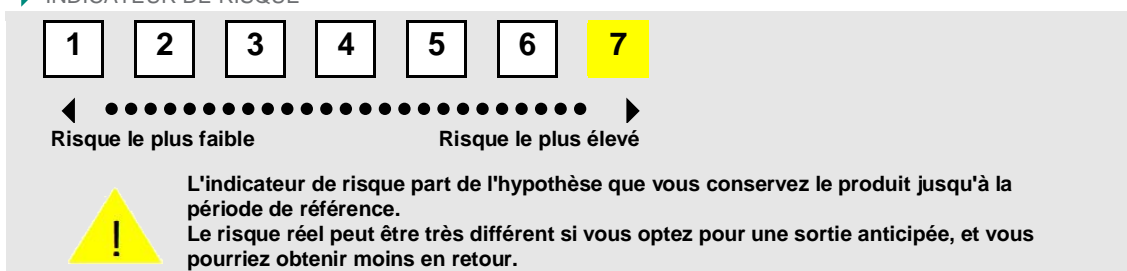 INDICATEUR DE RISQUE
1 2 3 4 5 6 7
Risque le plus faible Risque le plus élevé
L'indicateur de risque part de l'hypothèse que vous conservez le produit jusqu'à la
période de référence.
Le risque réel peut être très différent si vous optez pour une sortie anticipée, et vous
pourriez obtenir moins en retour.
!